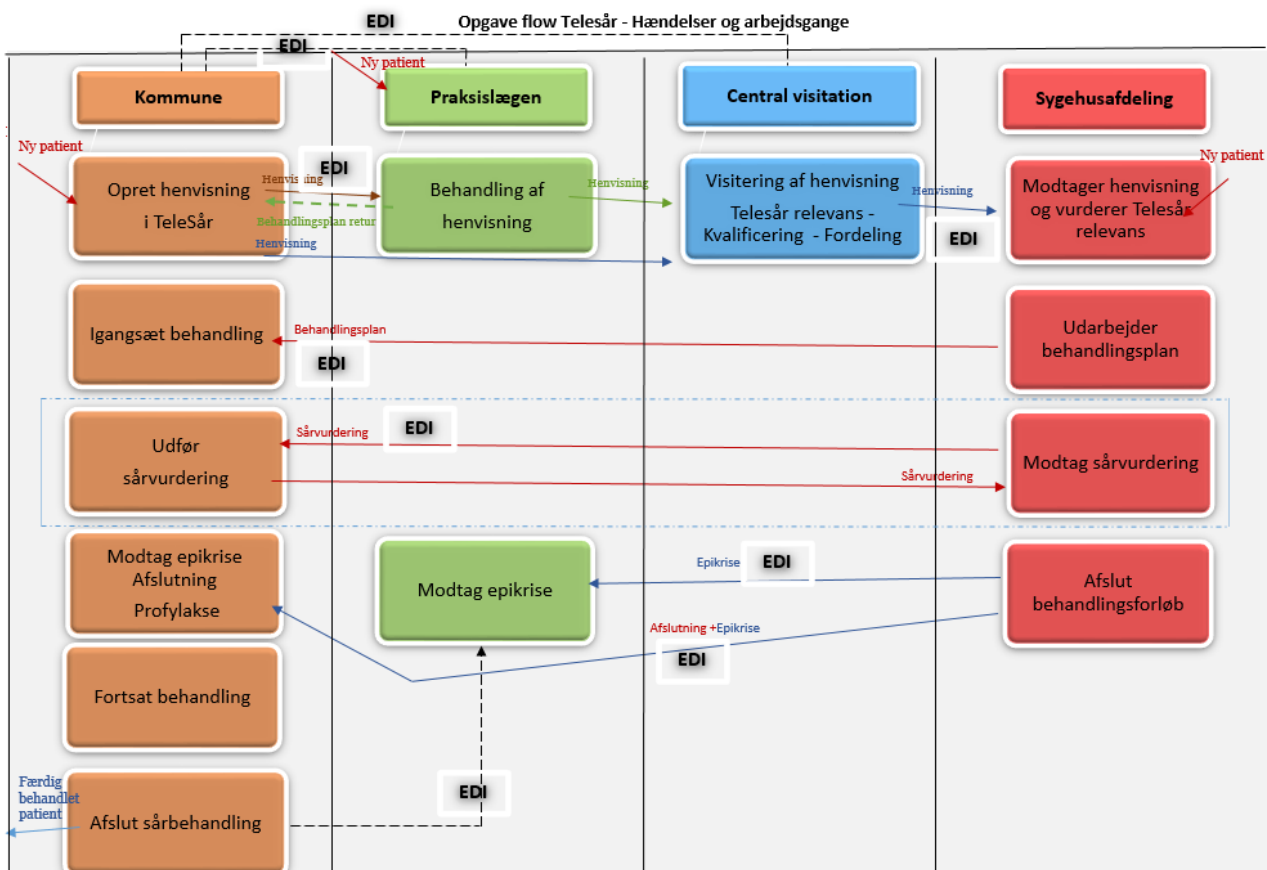 EDI
Opgave flow Telesår - Hændelser og arbejdsgange
EDI
Ny patient
Kommune
Praksislægen
Central visitation
Sygehusafdeling
Ny patient
EDI
Ny patient
Opret henvisning
i TeleSår
Henvisning
Behandlingsplan retur
Henvisning
Behandling af
henvisning
Henvisning
Visitering af henvisning
Telesår relevans -
Kvalificering - Fordeling
Henvisning
EDI
Modtager henvisning
og vurderer Telesår
relevans
Igangsæt behandling
Behandlingsplan
EDI
Udarbejder
behandlingsplan
Udfør
sårvurdering
Sårvurdering
EDI
Sårvurdering
Modtag sårvurdering
Modtag epikrise
Afslutning
Profylakse
Modtag epikrise
Epikrise
EDI
Afslut
behandlingsforløb
Afslutning +Epikrise
EDI
Fortsat behandling
Færdig
behandlet
patient
Afslut sårbehandling
EDI